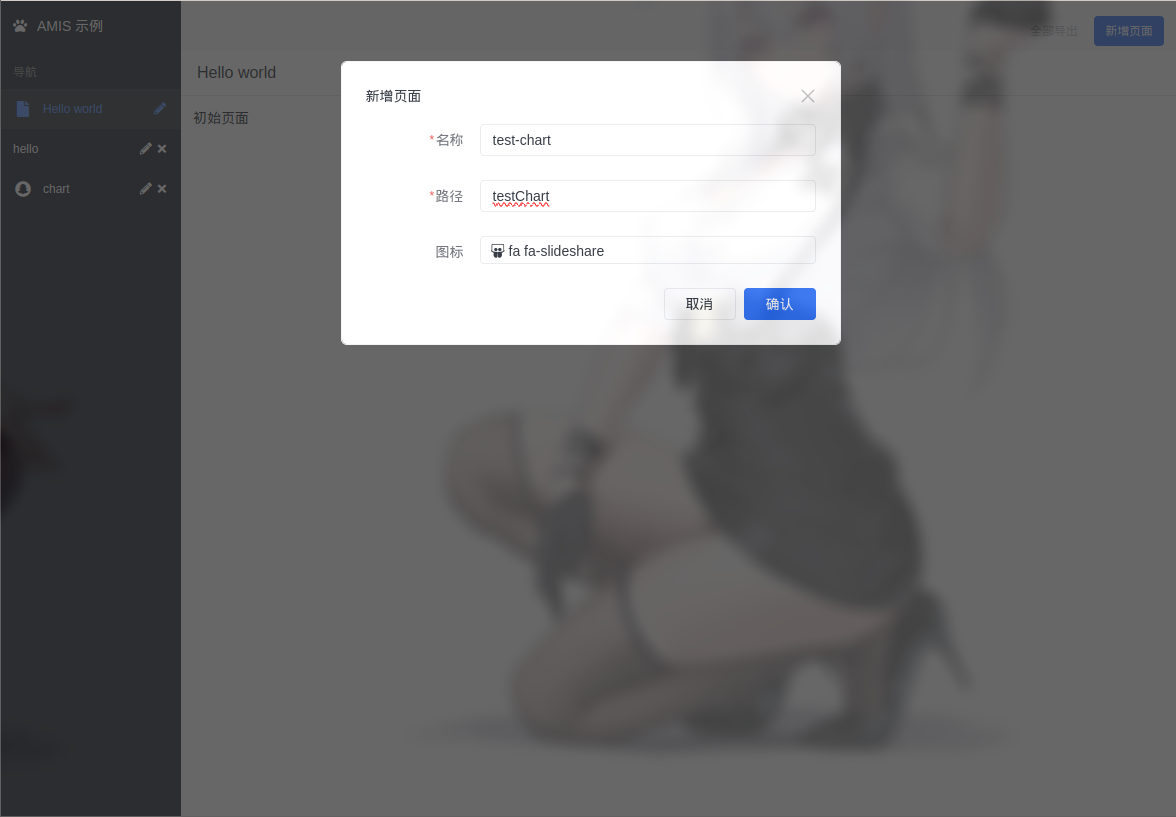 AMIS 示例
全部导出
新增页面
导航
Hello world
Hello world
初始页面
hello
chart
新增页面
*名称
test-chart
*路径
testChart
图标
fa fa-slideshare
取消
确认